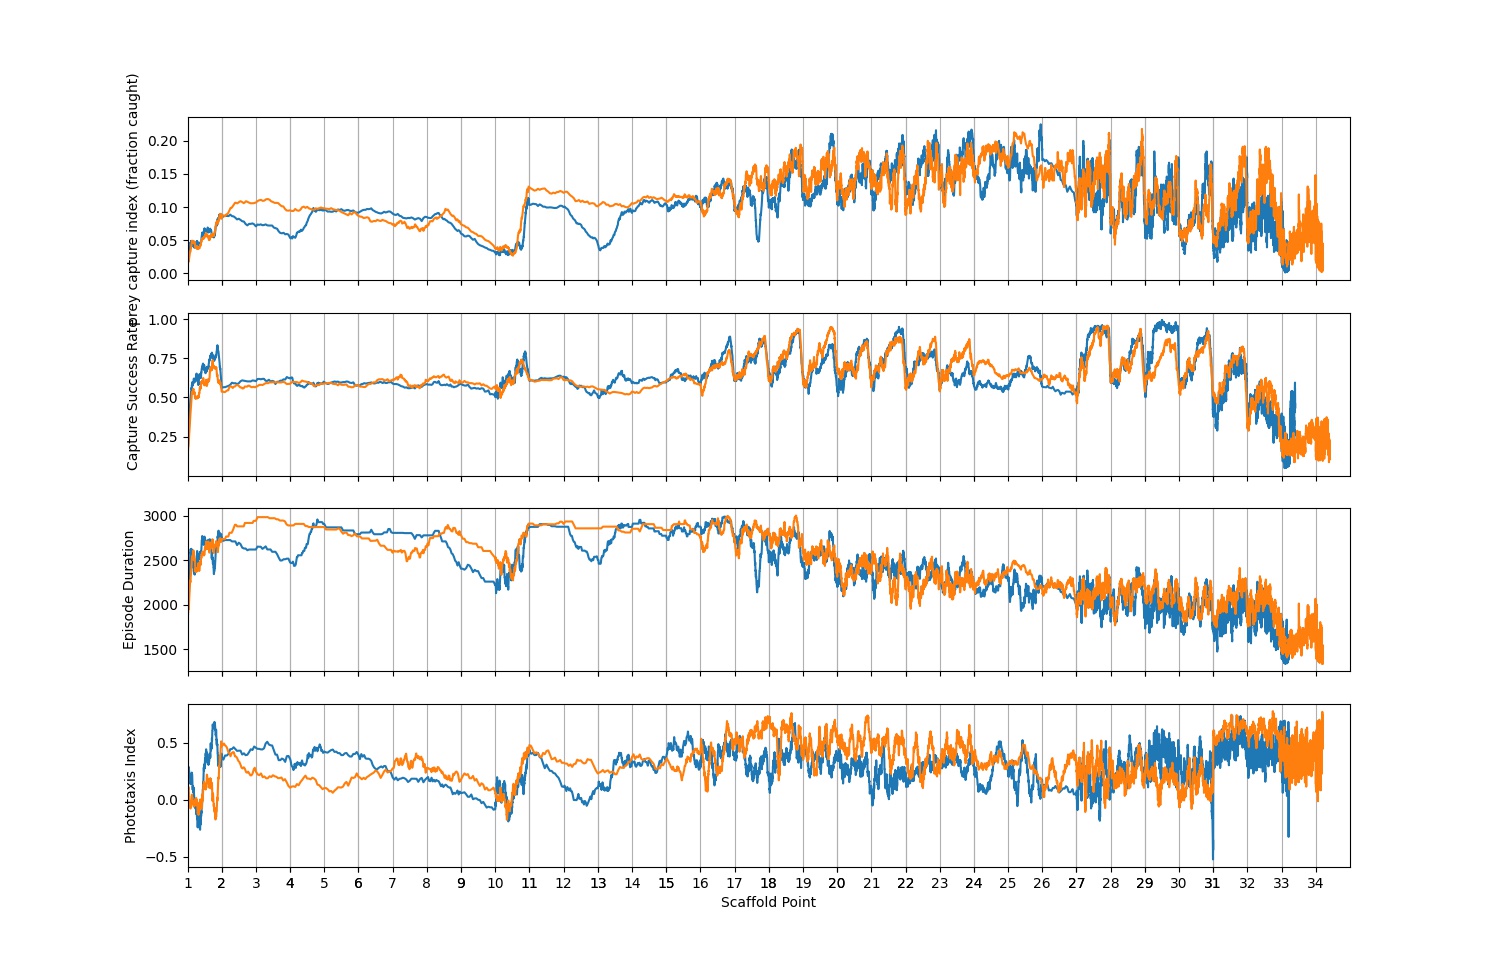 Prey capture index (fraction caught)
0.20
0.15
0.10
0.05
0.00
Capture Success Rate
1.00
0.75
0.50
0.25
Episode Duration
3000
2500
2000
1500
Phototaxis Index
0.5
0.0
−0.5
1 2 3 4 5 6 7 8 9 10 11 12 13 14 15 16 17 18 19 20 21 22 23 24 25 26 27 28 29 30 31 32 33 34
Scaffold Point